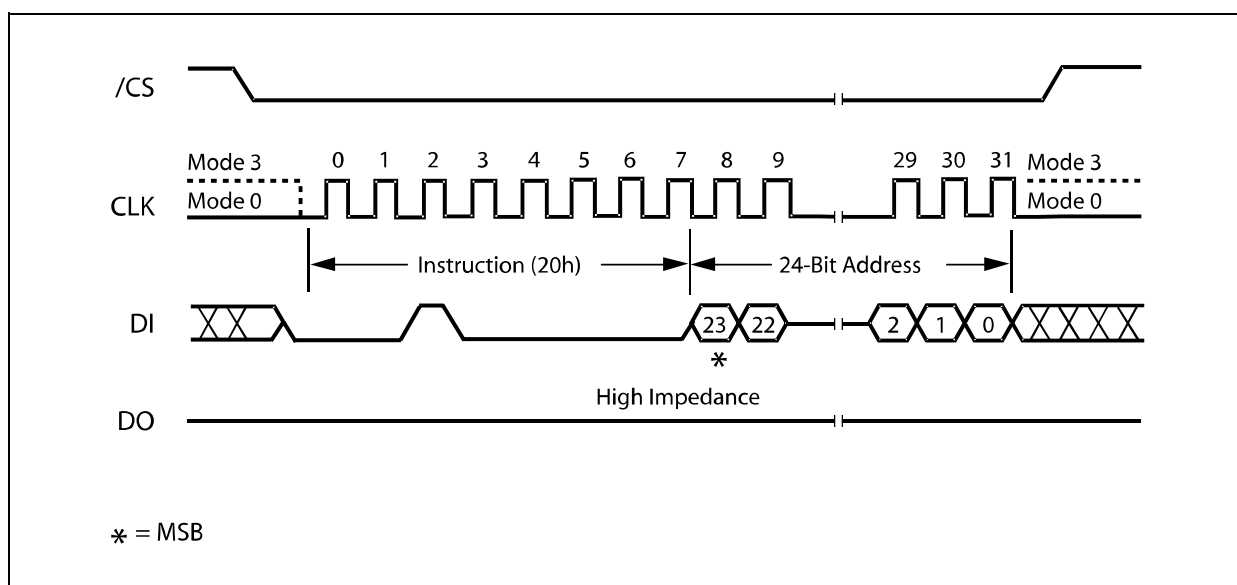 /CS
Mode 3 0 1 2 3 4 5 6 7 8 9 29 30 31 Mode 3
CLK Mode 0 Mode 0
Instruction (20h) 24-Bit Address
DI 23 22 2 1 0
*
High Impedance
DO
* = MSB